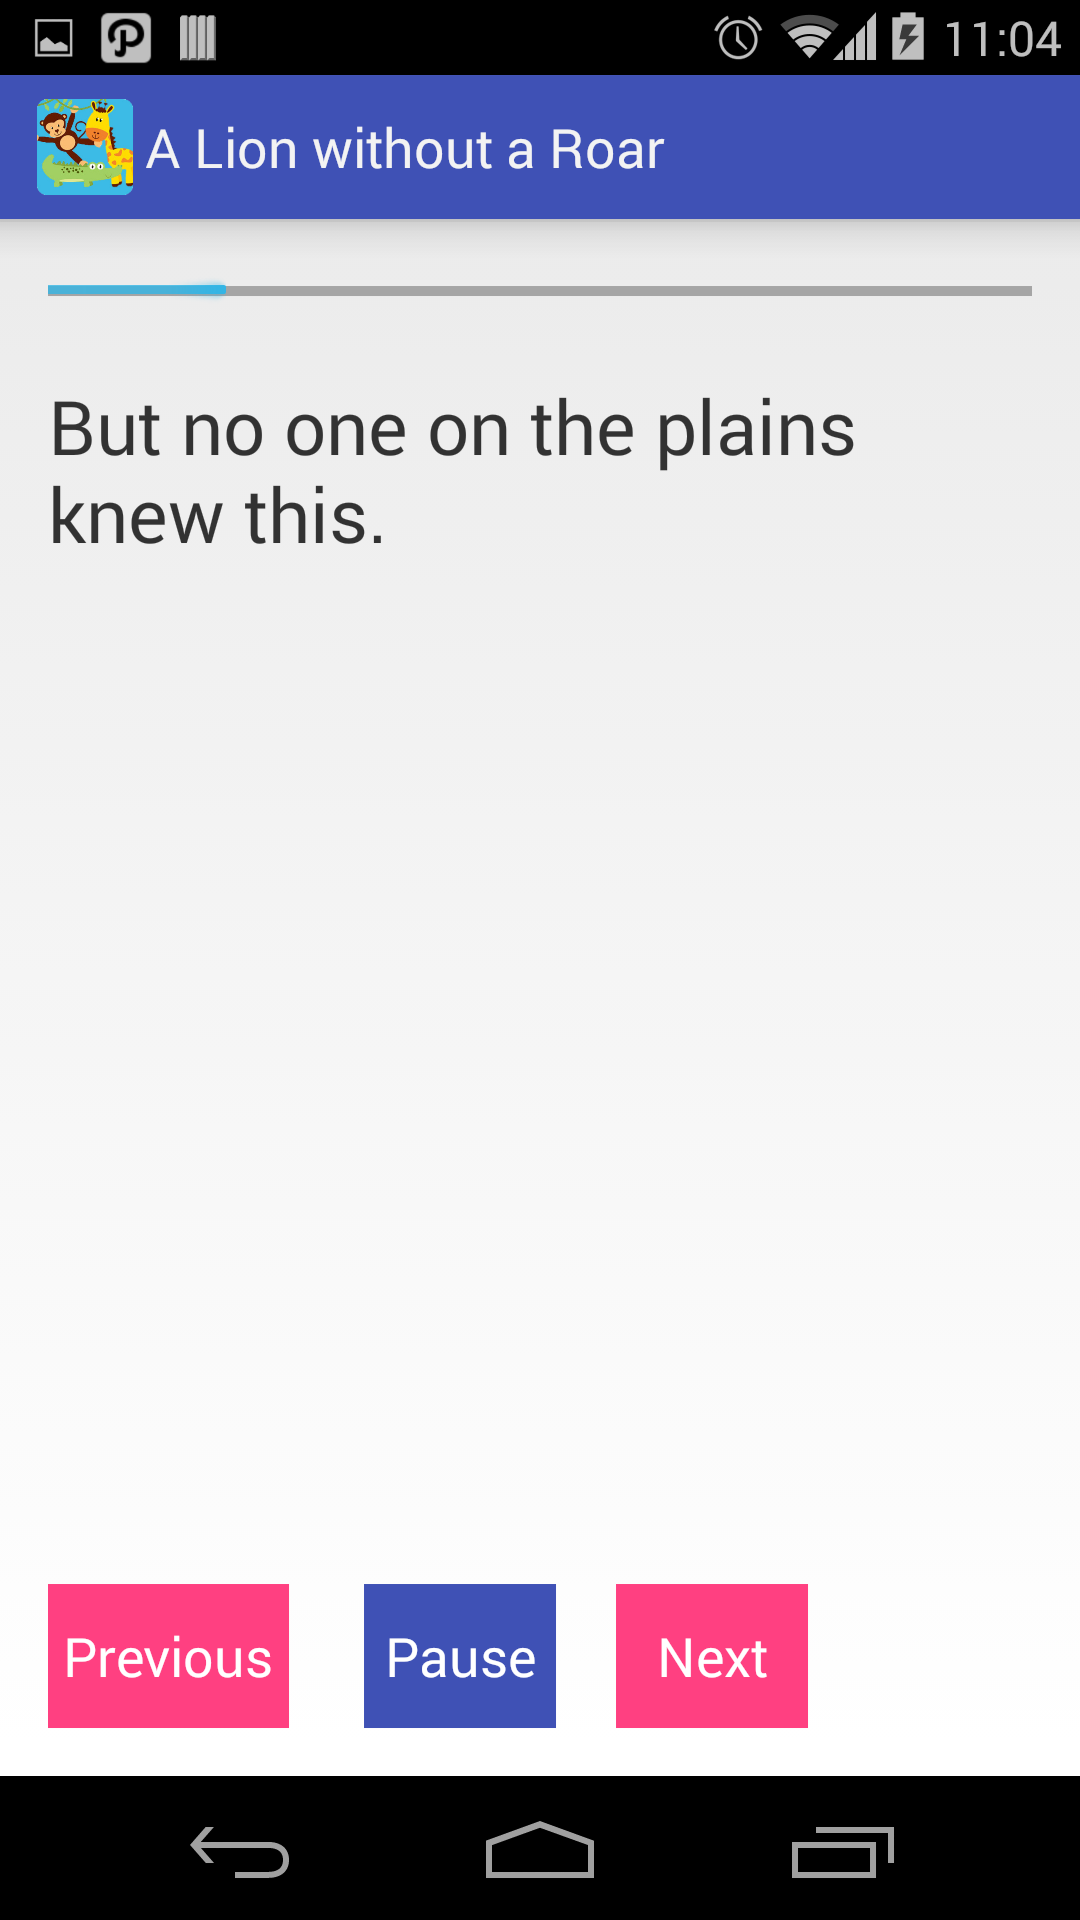 11:04
A Lion without a Roar
But no one on the plains
knew this.
Previous
Pause
Next